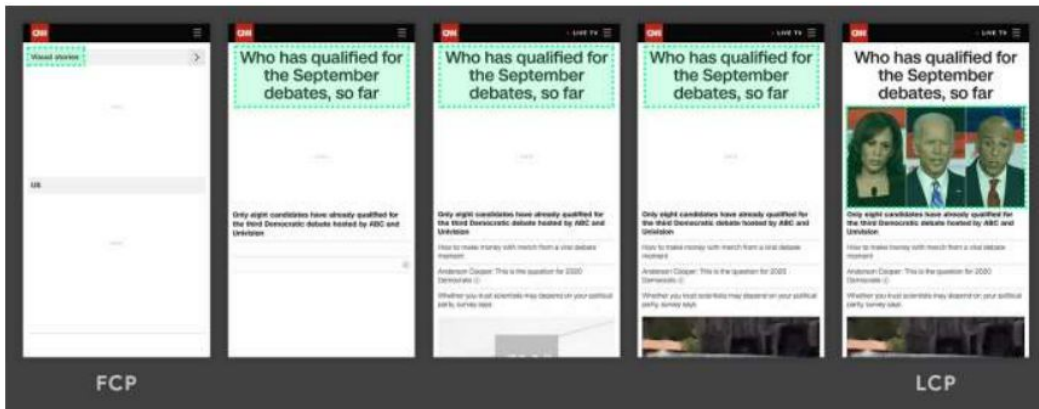 CNN
Visual stories
US
FCP
CNN
Who has qualified for
the September
debates, so far
Only eight candidates have already qualified for
the third Democratic debate hosted by ABC and
Univision
CNN
LIVE TV
Who has qualified for
the September
debates, so far
Only eight candidates have already qualified for
the third Democratic debate hosted by ABC and
Univision
How to make money with merch from a viral debate
moment
Anderson Cooper: This is the question for 2020
Democrats
Whether you trust scientists may depend on your political
party, survey says
CNN
LIVE TV
Who has qualified for
the September
debates, so far
Only eight candidates have already qualified for
the third Democratic debate hosted by ABC and
Univision
How to make money with merch from a viral debate
moment
Anderson Cooper: This is the question for 2020
Democrats
Whether you trust scientists may depend on your political
party, survey says
CNN
LIVE TV
Who has qualified for
the September
debates, so far
Only eight candidates have already qualified for
the third Democratic debate hosted by ABC and
Univision
How to make money with merch from a viral debate
moment
Anderson Cooper: This is the question for 2020
Democrats
Whether you trust scientists may depend on your political
party, survey says
LCP